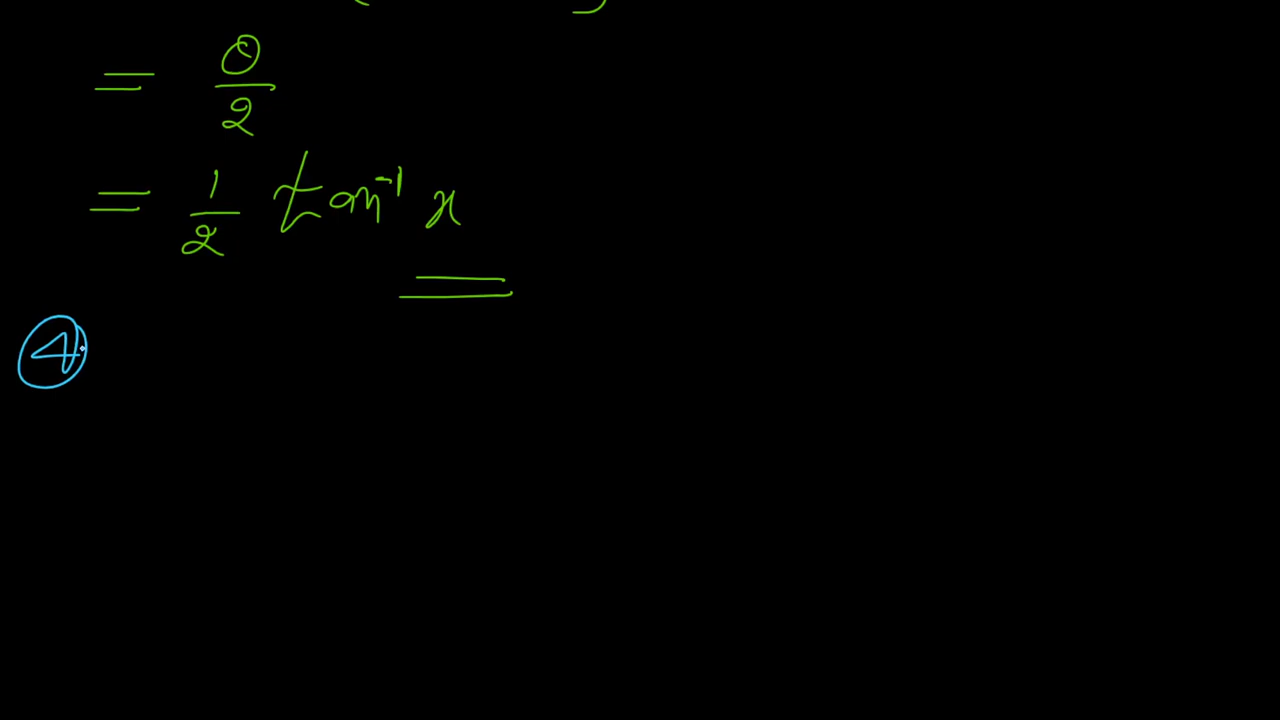 = θ/2
= 1/2 tan⁻¹ x
④